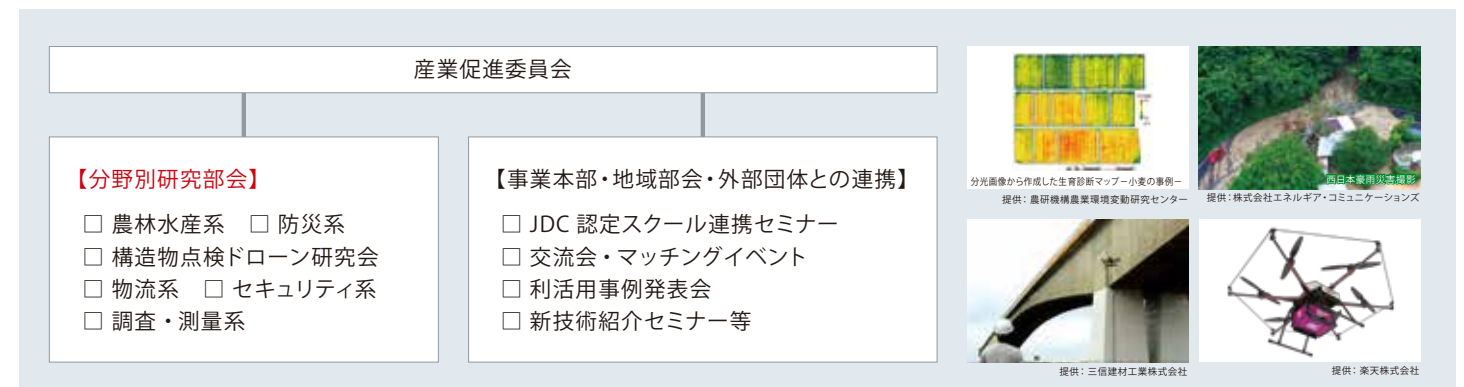 産業促進委員会
【分野別研究部会】
□ 農林水産系 □ 防災系
□ 構造物点検ドローン研究会
□ 物流系 □ セキュリティ系
□ 調査・測量系
【事業本部・地域部会・外部団体との連携】
□ JDC 認定スクール連携セミナー
□ 交流会・マッチングイベント
□ 利活用事例発表会
□ 新技術紹介セミナー等
分光画像から作成した生育診断マップー小麦の事例ー
提供：農研機構農業環境変動研究センター
西日本豪雨災害撮影
提供：株式会社エネルギア・コミュニケーションズ
提供：三信建材工業株式会社
提供：楽天株式会社